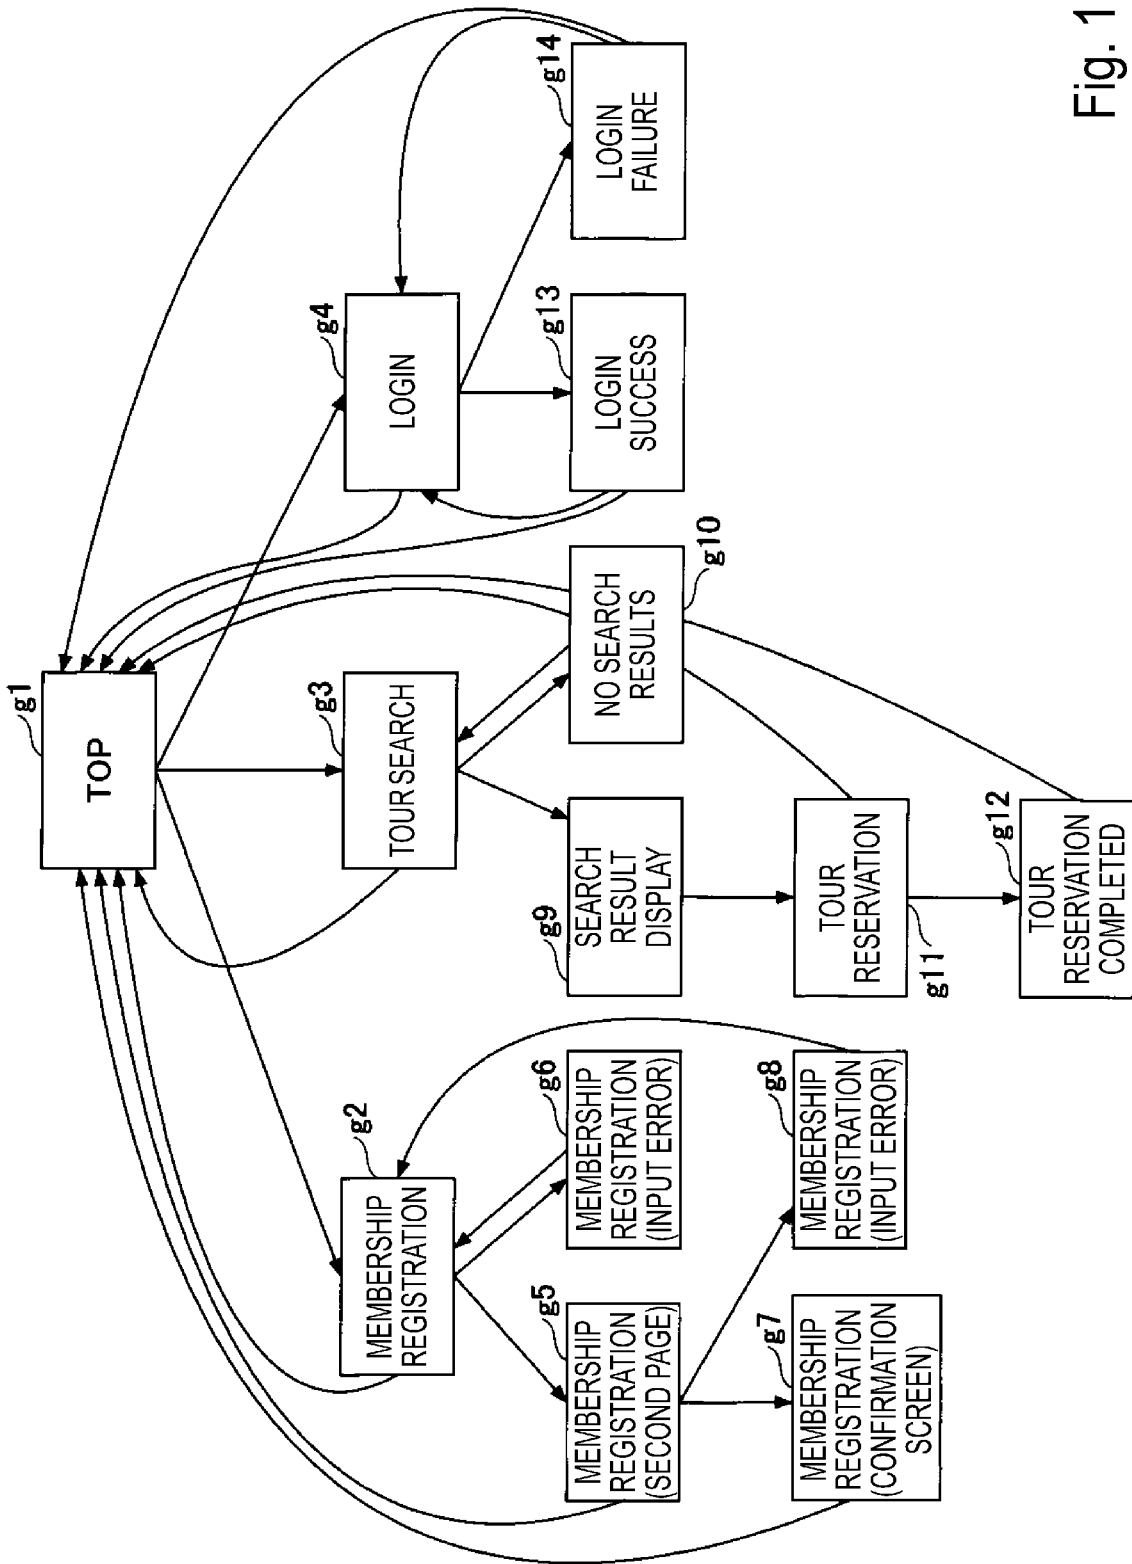 g1
TOP
g2
MEMBERSHIP
REGISTRATION
g3
TOUR SEARCH
g4
LOGIN
g5
MEMBERSHIP
REGISTRATION
(SECOND PAGE)
g6
MEMBERSHIP
REGISTRATION
(INPUT ERROR)
g9
SEARCH
RESULT
DISPLAY
NO SEARCH
RESULTS
g10
g13
LOGIN
SUCCESS
g14
LOGIN
FAILURE
g7
MEMBERSHIP
REGISTRATION
(CONFIRMATION
SCREEN)
g8
MEMBERSHIP
REGISTRATION
(INPUT ERROR)
TOUR
RESERVATION
g11
g12
TOUR
RESERVATION
COMPLETED
Fig. 1